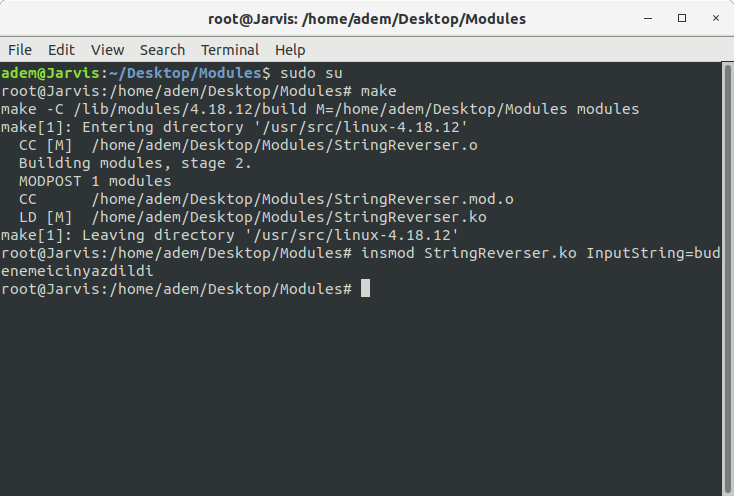 root@Jarvis: /home/adem/Desktop/Modules
File Edit View Search Terminal Help
adem@Jarvis:~/Desktop/Modules$ sudo su
root@Jarvis:/home/adem/Desktop/Modules# make
make -C /lib/modules/4.18.12/build M=/home/adem/Desktop/Modules modules
make[1]: Entering directory '/usr/src/linux-4.18.12'
  CC [M]  /home/adem/Desktop/Modules/StringReverser.o
  Building modules, stage 2.
  MODPOST 1 modules
  CC      /home/adem/Desktop/Modules/StringReverser.mod.o
  LD [M]  /home/adem/Desktop/Modules/StringReverser.ko
make[1]: Leaving directory '/usr/src/linux-4.18.12'
root@Jarvis:/home/adem/Desktop/Modules# insmod StringReverser.ko InputString=bud
enemeicinyazdildi
root@Jarvis:/home/adem/Desktop/Modules#